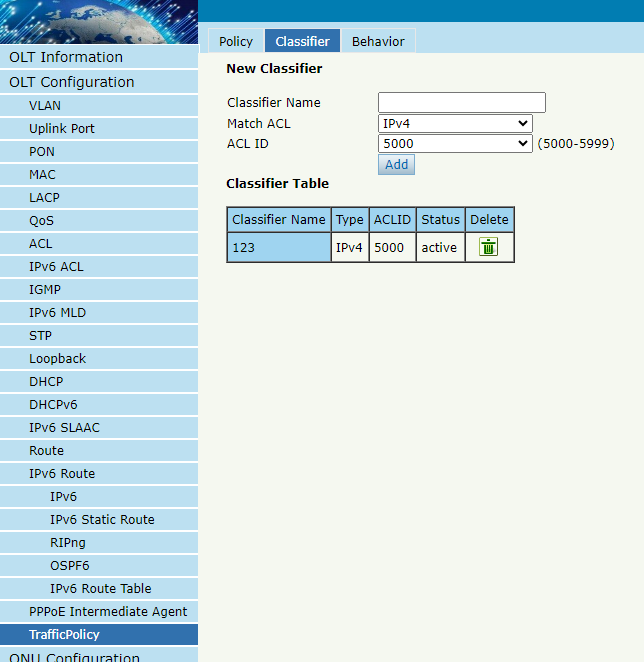 Policy Classifier Behavior
New Classifier
Classifier Name
Match ACL IPv4
ACL ID 5000 (5000-5999)
Add
Classifier Table
Classifier Name Type ACLID Status Delete
123 IPv4 5000 active
OLT Information
OLT Configuration
VLAN
Uplink Port
PON
MAC
LACP
QoS
ACL
IPv6 ACL
IGMP
IPv6 MLD
STP
Loopback
DHCP
DHCPv6
IPv6 SLAAC
Route
IPv6 Route
IPv6
IPv6 Static Route
RIPng
OSPF6
IPv6 Route Table
PPPoE Intermediate Agent
TrafficPolicy
ONU Configuration